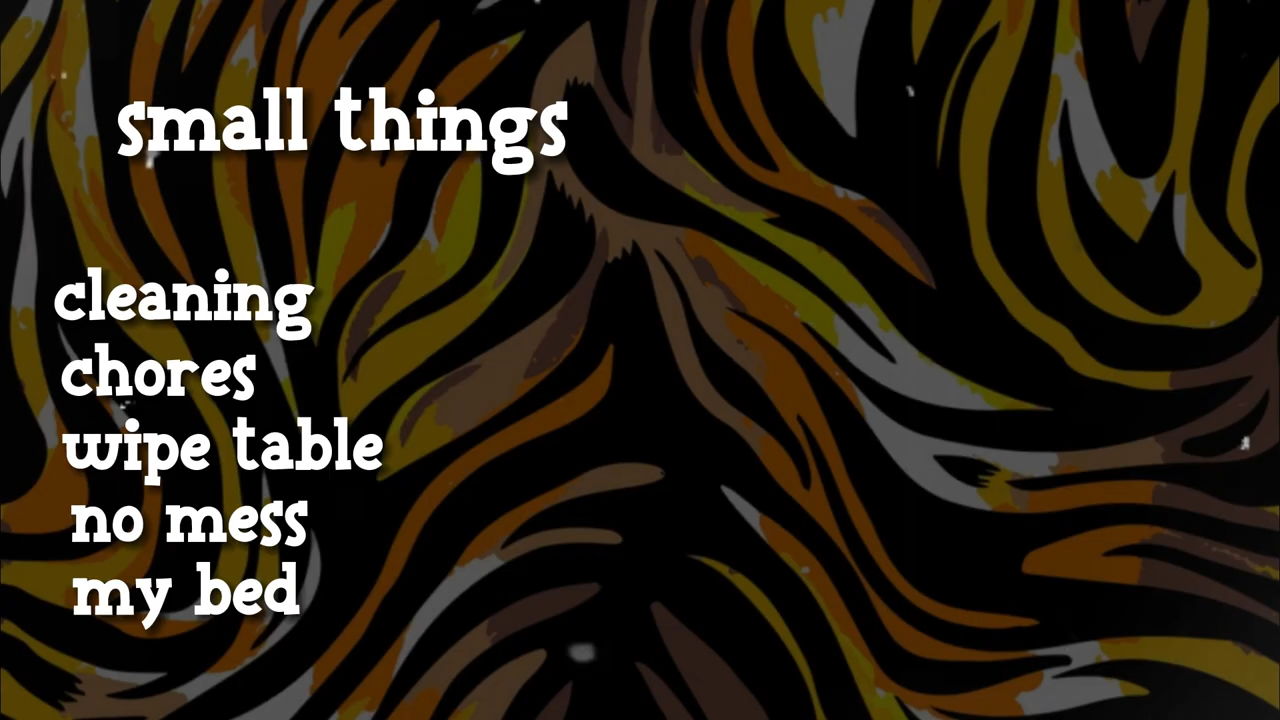 small things
cleaning
chores
wipe table
no mess
my bed